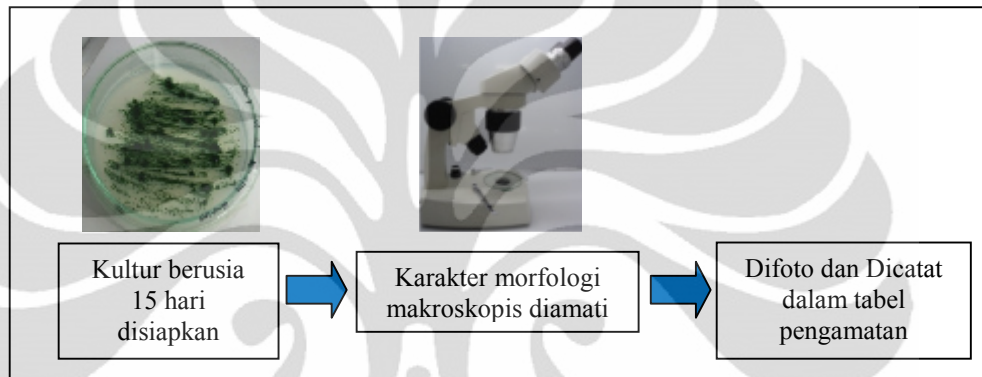 Kultur berusia
15 hari
disiapkan
Karakter morfologi
makroskopis diamati
Difoto dan Dicatat
dalam tabel
pengamatan